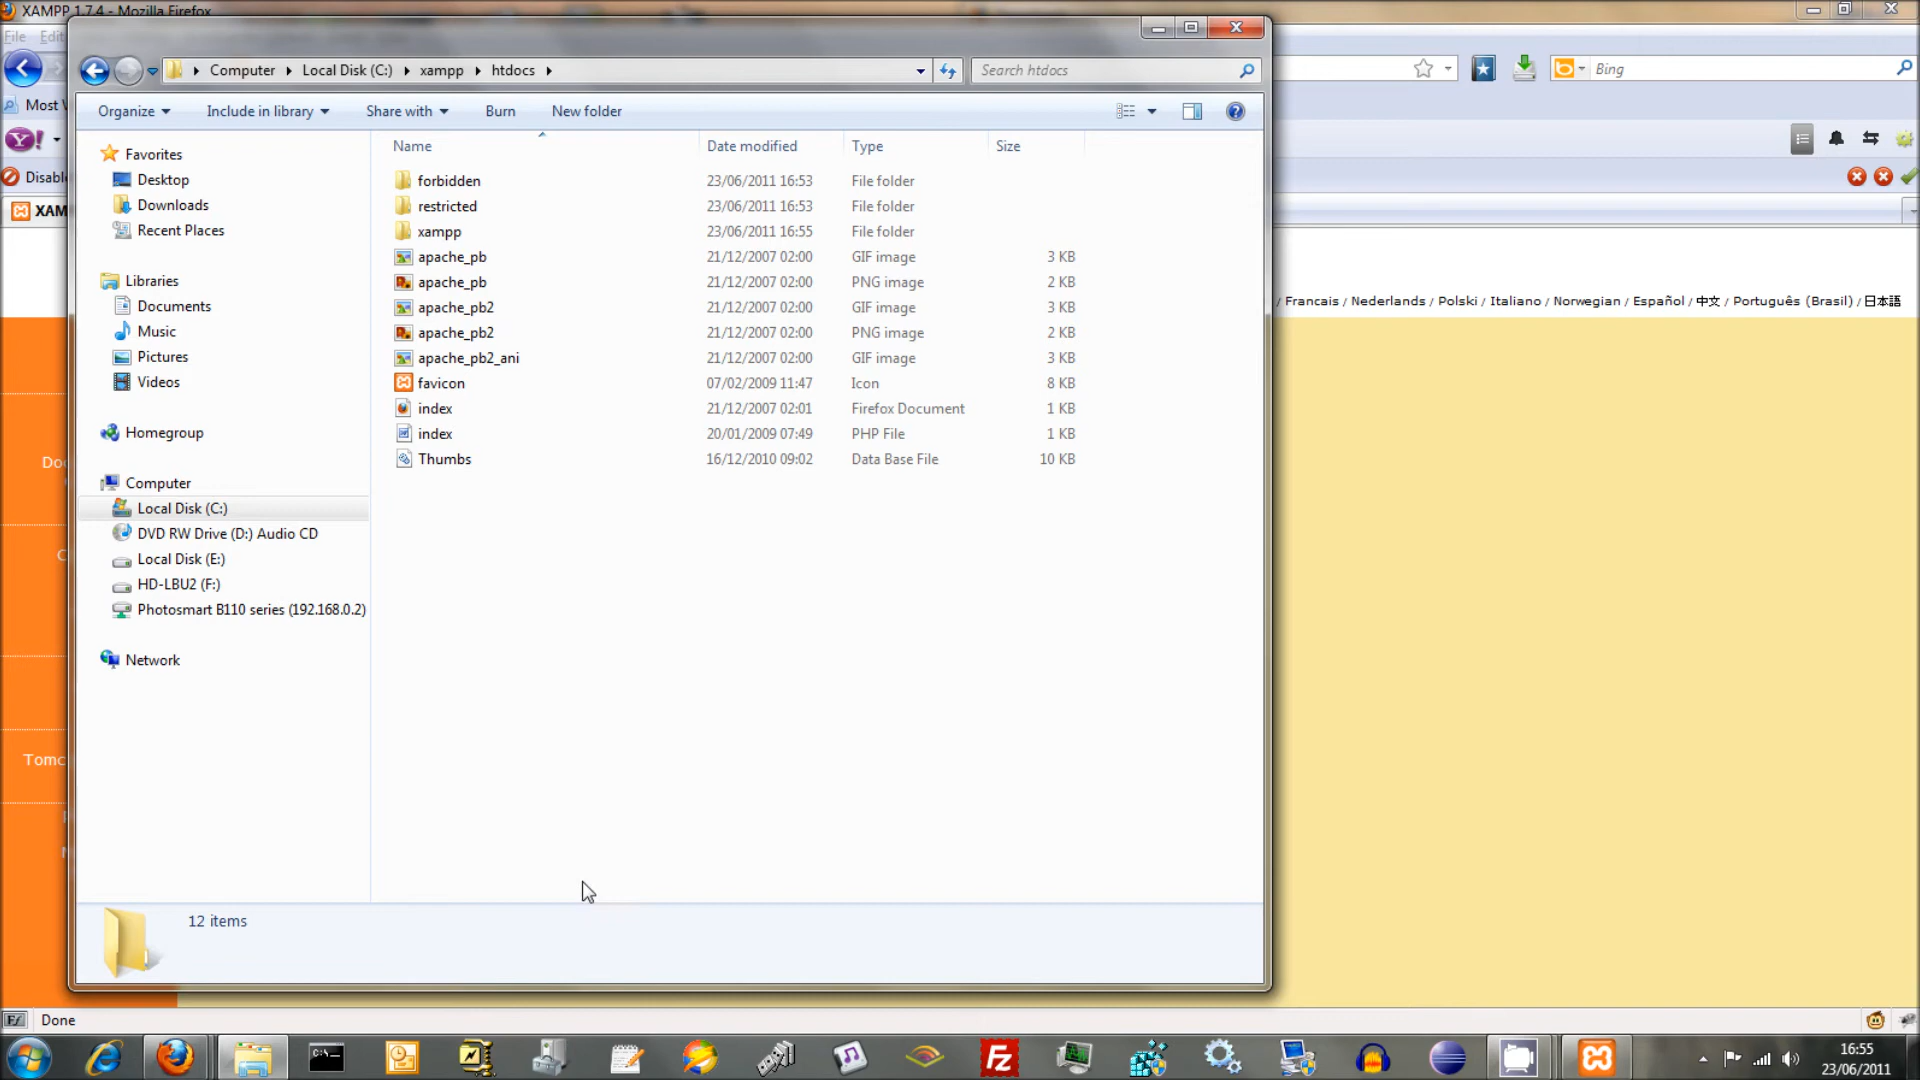 XAMPP 1.7.4 - Mozilla Firefox
File Edit
Computer Local Disk (C:) xampp htdocs
Search htdocs
Bing
Most V
Organize Include in library Share with Burn New folder
Disable
XAM
Name Date modified Type Size
Favorites
Desktop
Downloads
Recent Places
Libraries
Documents
Music
Pictures
Videos
Homegroup
Computer
Local Disk (C:)
DVD RW Drive (D:) Audio CD
Local Disk (E:)
HD-LBU2 (F:)
Photosmart B110 series (192.168.0.2)
Network
forbidden 23/06/2011 16:53 File folder
restricted 23/06/2011 16:53 File folder
xampp 23/06/2011 16:55 File folder
apache_pb 21/12/2007 02:00 GIF image 3 KB
apache_pb 21/12/2007 02:00 PNG image 2 KB
apache_pb2 21/12/2007 02:00 GIF image 3 KB
apache_pb2 21/12/2007 02:00 PNG image 2 KB
apache_pb2_ani 21/12/2007 02:00 GIF image 3 KB
favicon 07/02/2009 11:47 Icon 8 KB
index 21/12/2007 02:01 Firefox Document 1 KB
index 20/01/2009 07:49 PHP File 1 KB
Thumbs 16/12/2010 09:02 Data Base File 10 KB
/ Francais / Nederlands / Polski / Italiano / Norwegian / Español / 中文 / Português (Brasil) / 日本語
Doc
Tomc
12 items
Done
16:55
23/06/2011